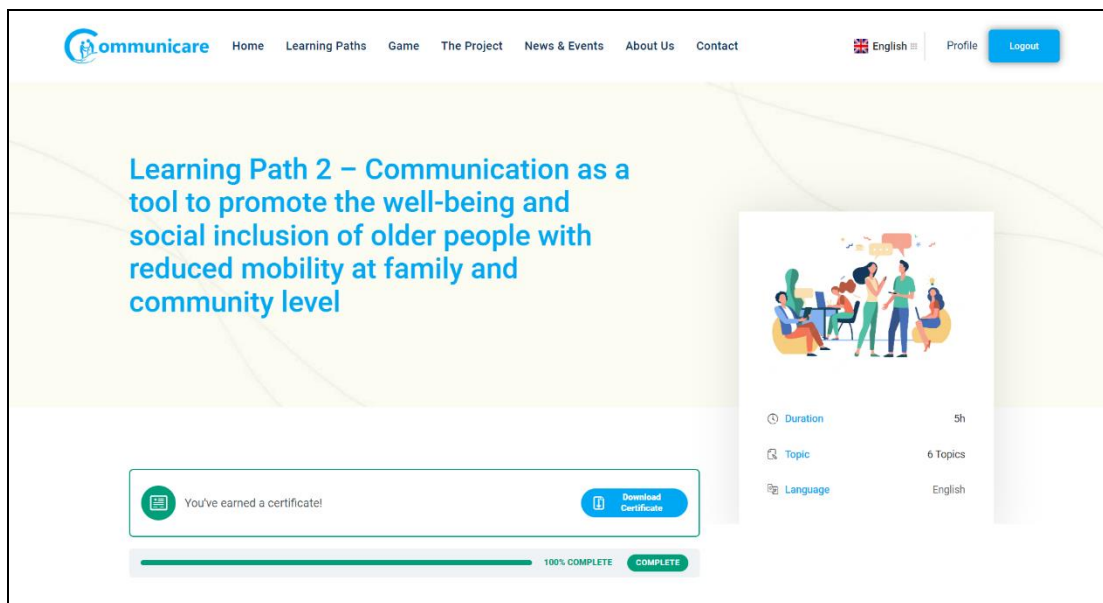 Communicare
Home Learning Paths Game The Project News & Events About Us Contact
English
Profile
Logout
Learning Path 2 – Communication as a
tool to promote the well-being and
social inclusion of older people with
reduced mobility at family and
community level
Duration 5h
Topic 6 Topics
Language English
You've earned a certificate!
Download
Certificate
100% COMPLETE
COMPLETE